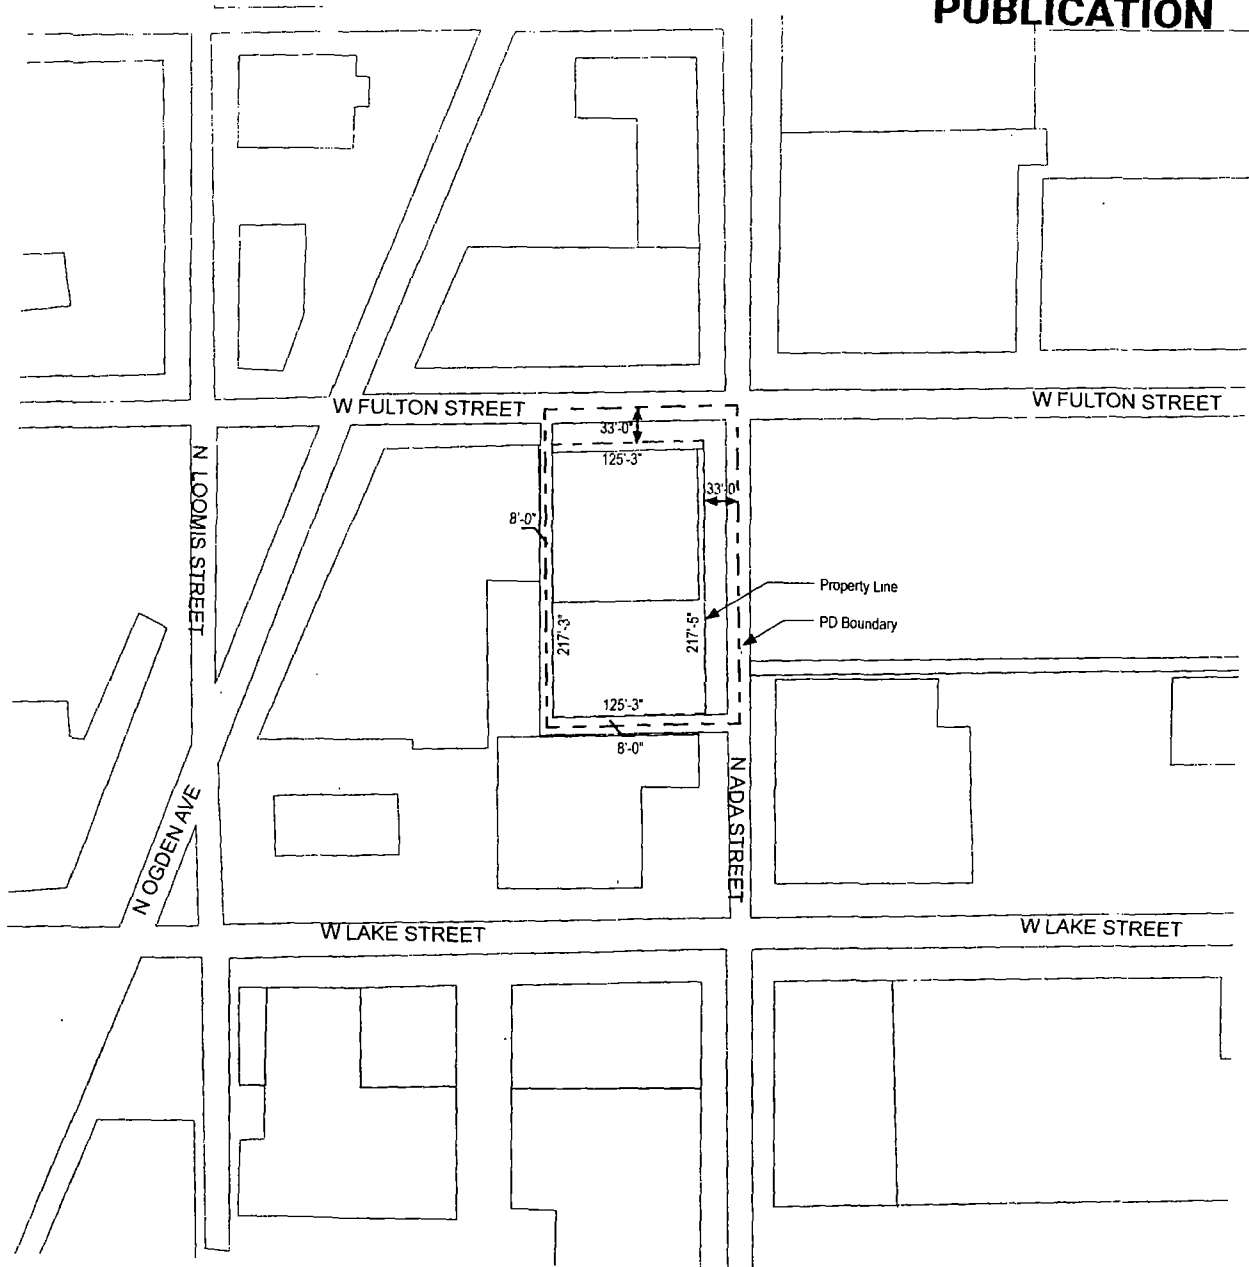 PUBLICATION
W FULTON STREET
W FULTON STREET
33'-0"
125'-3"
33'-0"
8'-0"
N LOOMIS STREET
Property Line
PD Boundary
217'-3"
217'-5"
125'-3"
8'-0"
N ADA STREET
N OGDEN AVE
W LAKE STREET
W LAKE STREET